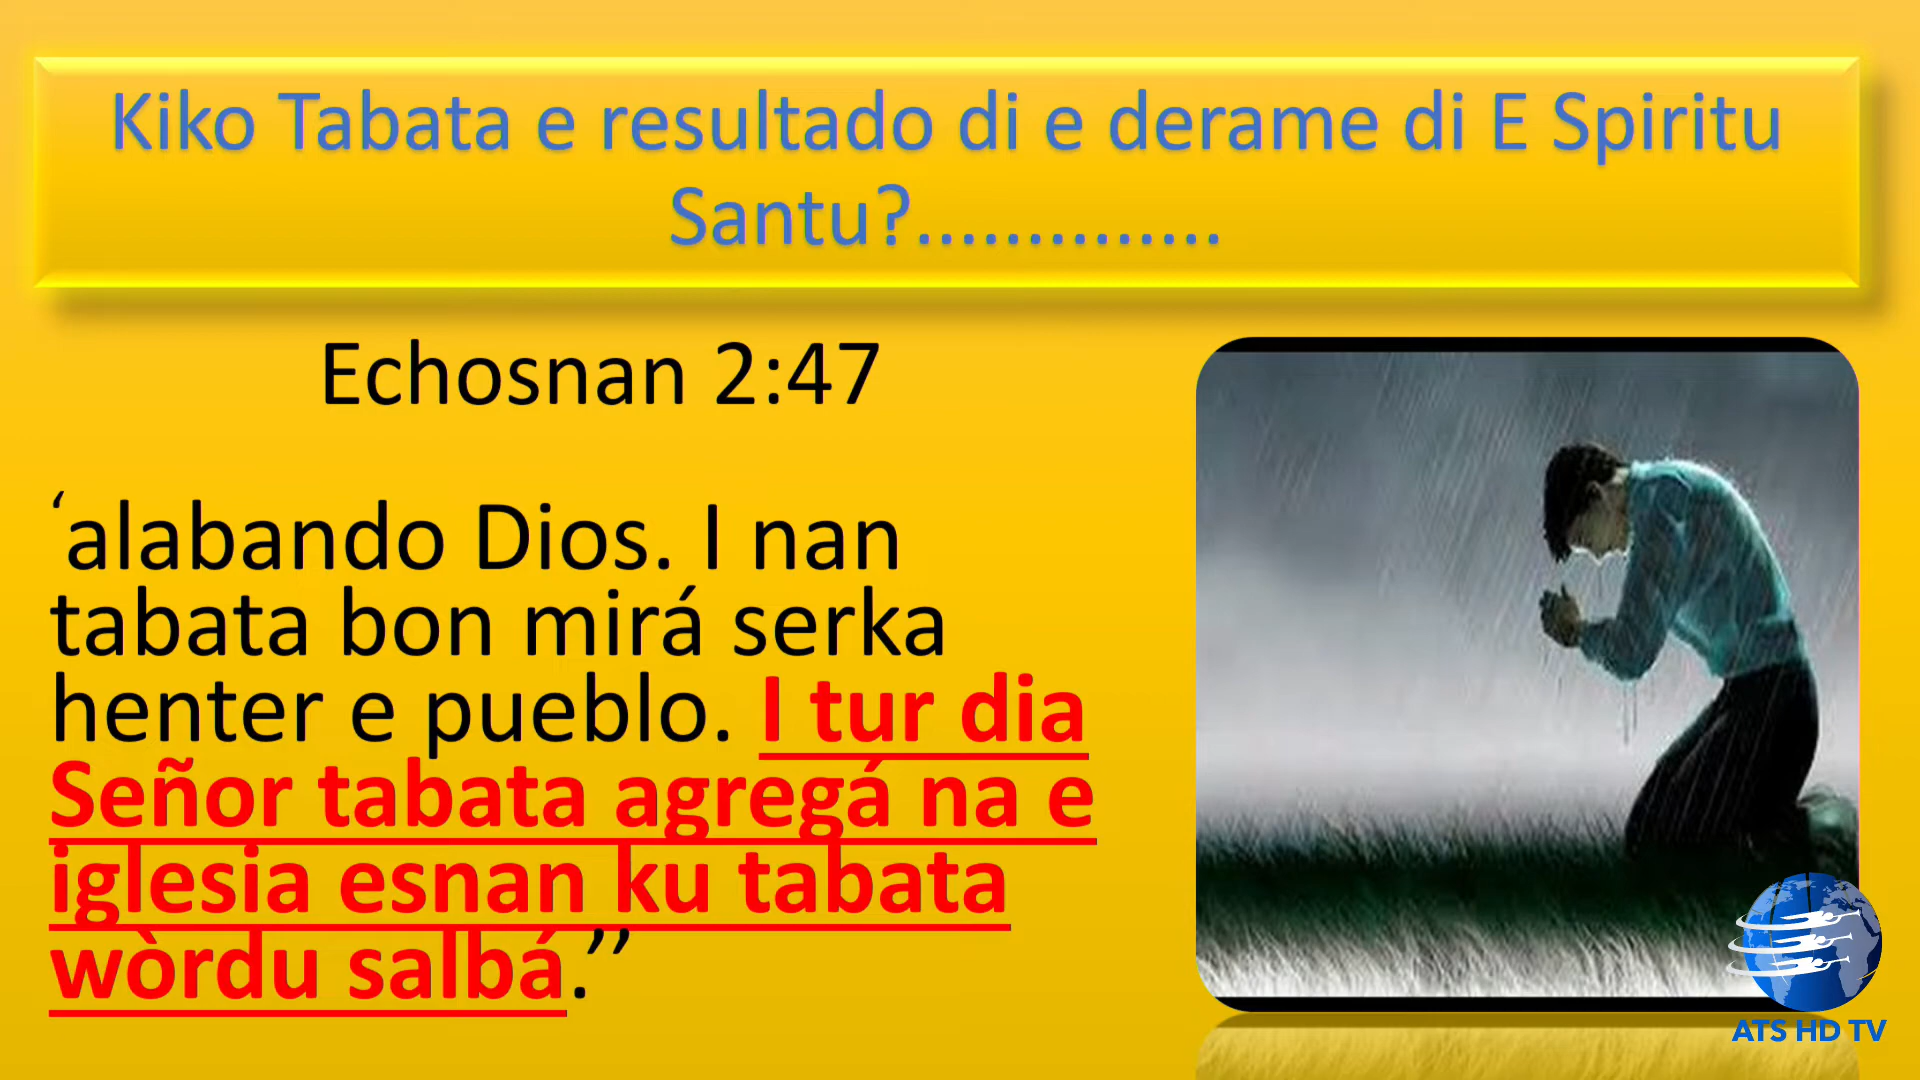 Kiko Tabata e resultado di e derame di E Spiritu
Santu?..............
Echosnan 2:47
‘alabando Dios. I nan
tabata bon mirá serka
henter e pueblo. I tur dia
Señor tabata agregá na e
iglesia esnan ku tabata
wòrdu salbá.’’
ATS HD TV